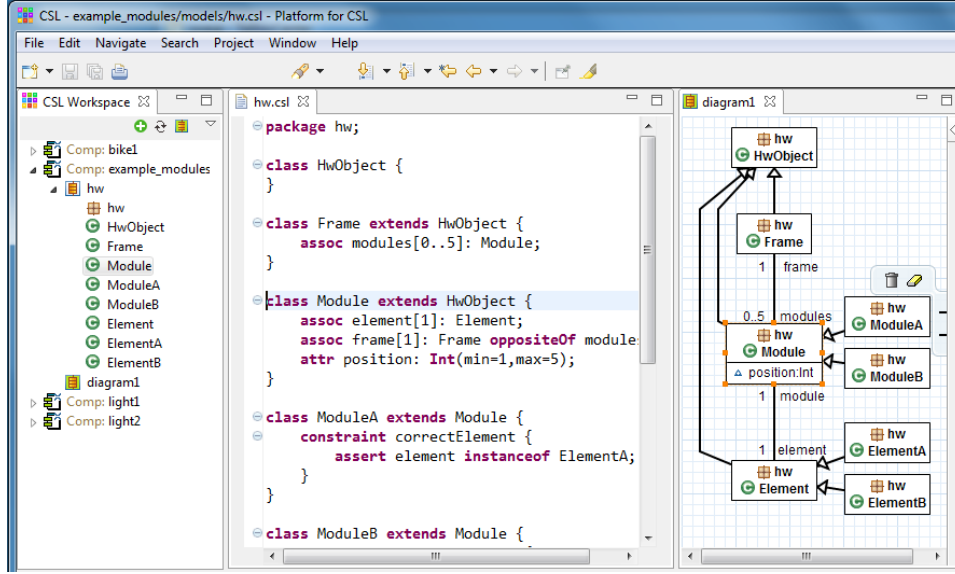 CSL - example_modules/models/hw.csl - Platform for CSL
File Edit Navigate Search Project Window Help
CSL Workspace
Comp: bike1
Comp: example_modules
hw
hw
HwObject
Frame
Module
ModuleA
ModuleB
Element
ElementA
ElementB
diagram1
Comp: light1
Comp: light2
hw.csl
package hw;
class HwObject {
}
class Frame extends HwObject {
assoc modules[0..5]: Module;
}
class Module extends HwObject {
assoc element[1]: Element;
assoc frame[1]: Frame oppositeOf module
attr position: Int(min=1,max=5);
}
class ModuleA extends Module {
constraint correctElement {
assert element instanceof ElementA;
}
}
class ModuleB extends Module {
diagram1
hw
HwObject
hw
Frame
1 frame
0..5 modules
hw
Module
position:Int
hw
ModuleA
hw
ModuleB
1 module
1 element
hw
Element
hw
ElementA
hw
ElementB